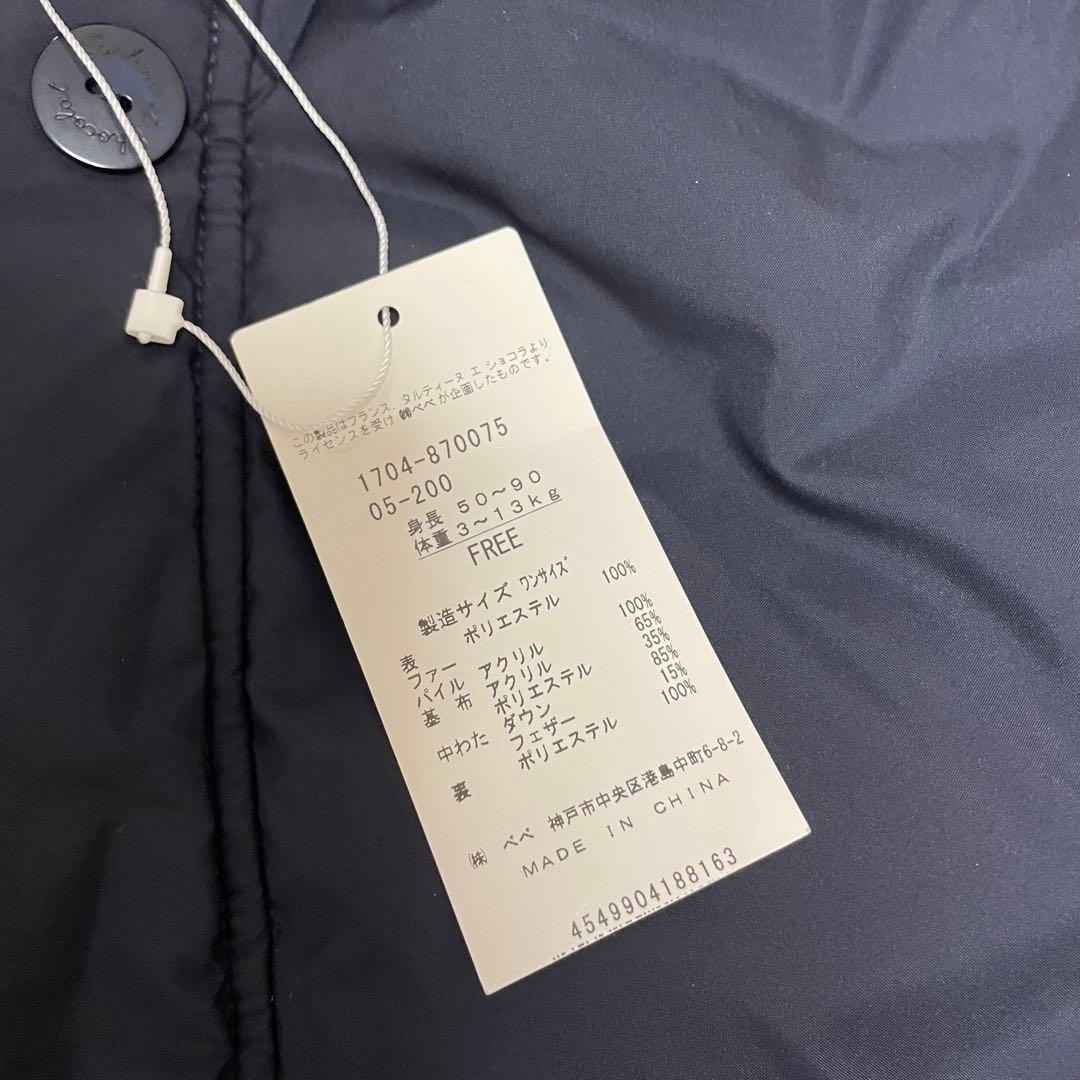 chocolat
この製品はフランス、タルティーヌ エ ショコラより
ライセンスを受け ㈱べべが企画したものです。
1704-870075
05-200
身長 50〜90
体重 3〜13kg
FREE
製造サイズ ワンサイズ
表 ポリエステル 100%
ファー
パイル アクリル 100%
基 布 アクリル 65%
ポリエステル 35%
中わた ダウン 85%
フェザー 15%
裏 ポリエステル 100%
㈱ べべ 神戸市中央区港島中町6-8-2
MADE IN CHINA
4549904188163